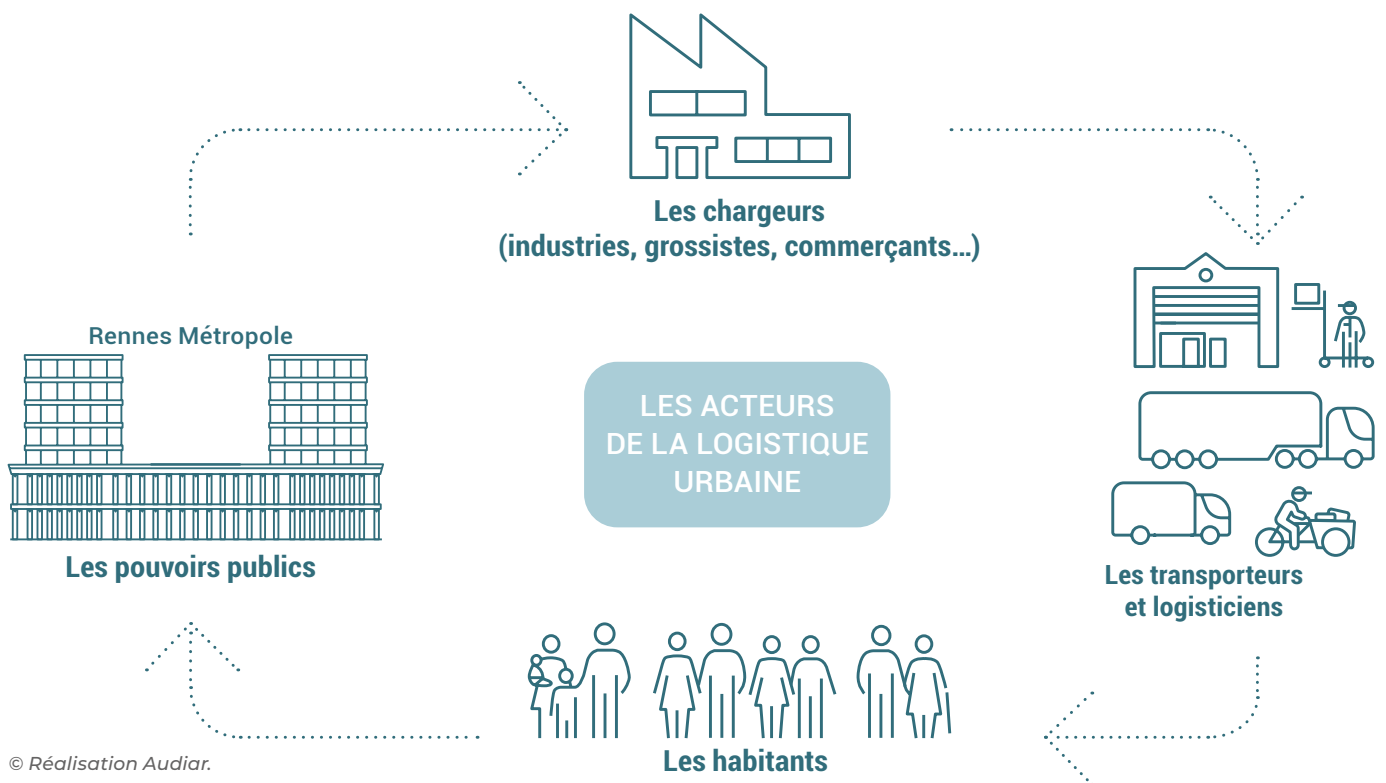 Les chargeurs
(industries, grossistes, commerçants...)
Rennes Métropole
LES ACTEURS
DE LA LOGISTIQUE
URBAINE
Les pouvoirs publics
Les transporteurs
et logisticiens
Les habitants
© Réalisation Audiar.